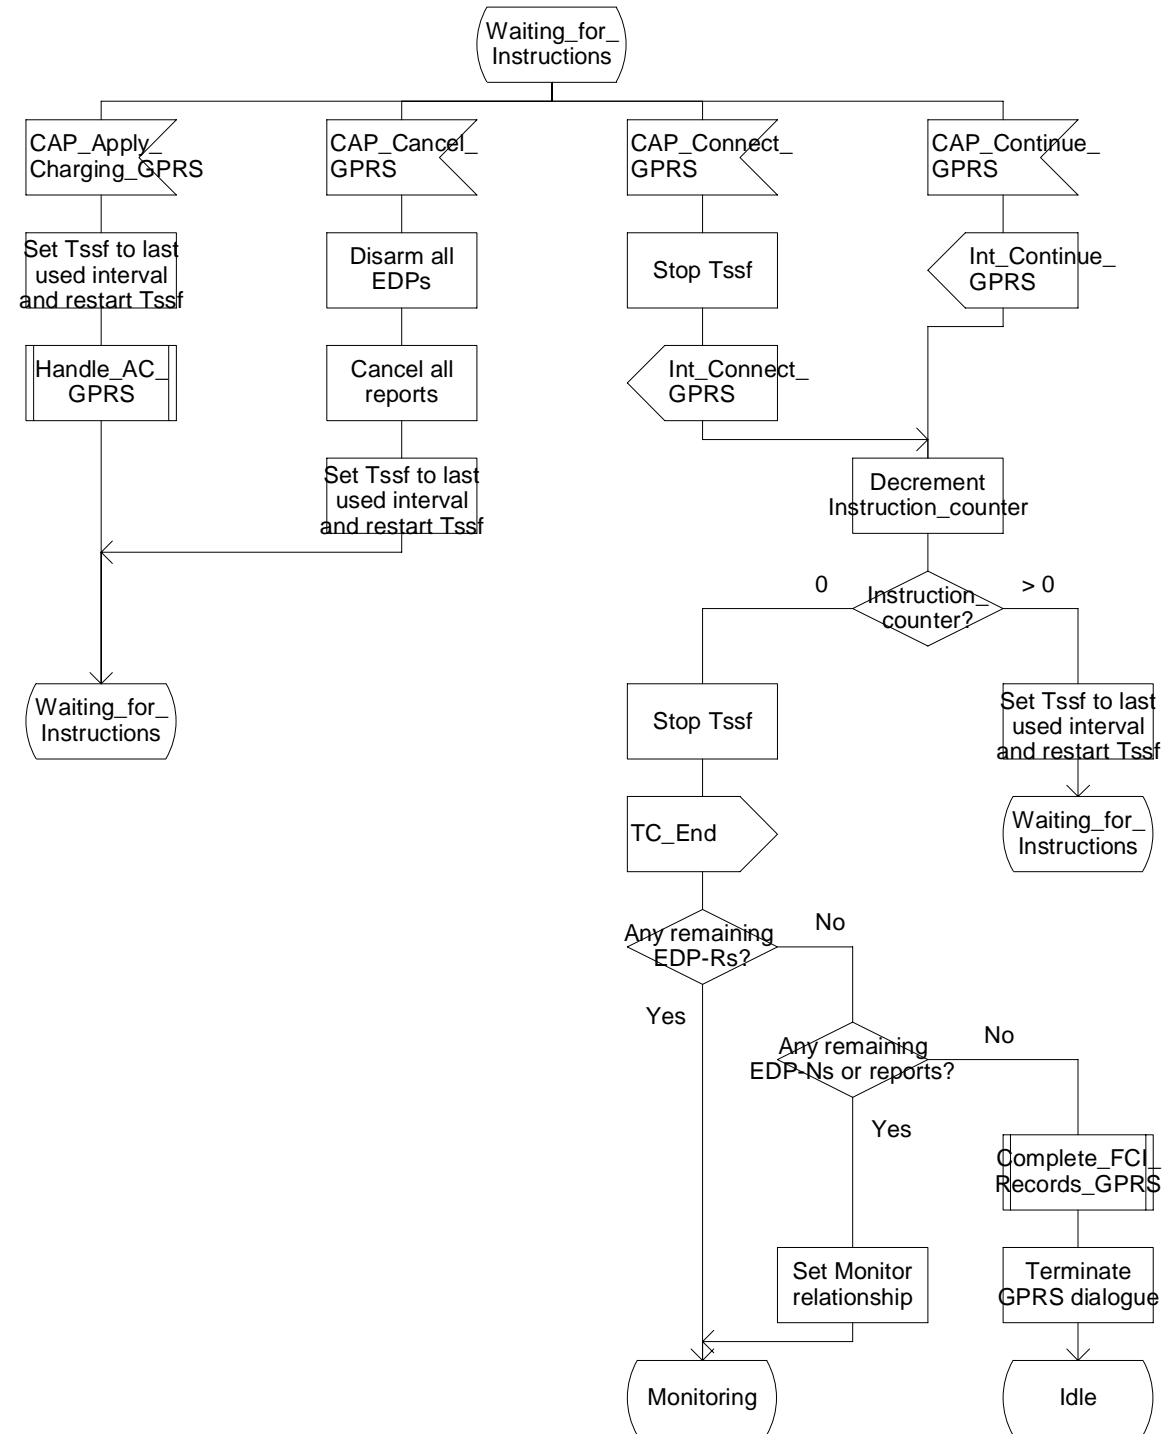 Waiting_for_
Instructions
CAP_Apply_
Charging_GPRS
CAP_Cancel_
GPRS
CAP_Connect_
GPRS
CAP_Continue_
GPRS
Set Tssf to last
used interval
and restart Tssf
Disarm all
EDPs
Stop Tssf
Int_Continue_
GPRS
Handle_AC_
GPRS
Cancel all
reports
Int_Connect_
GPRS
Set Tssf to last
used interval
and restart Tssf
Decrement
Instruction_counter
0
Instruction_
counter?
> 0
Waiting_for_
Instructions
Stop Tssf
Set Tssf to last
used interval
and restart Tssf
TC_End
Waiting_for_
Instructions
Any remaining
EDP-Rs?
No
Yes
Any remaining
EDP-Ns or reports?
No
Yes
Complete_FCI_
Records_GPRS
Set Monitor
relationship
Terminate
GPRS dialogue
Monitoring
Idle